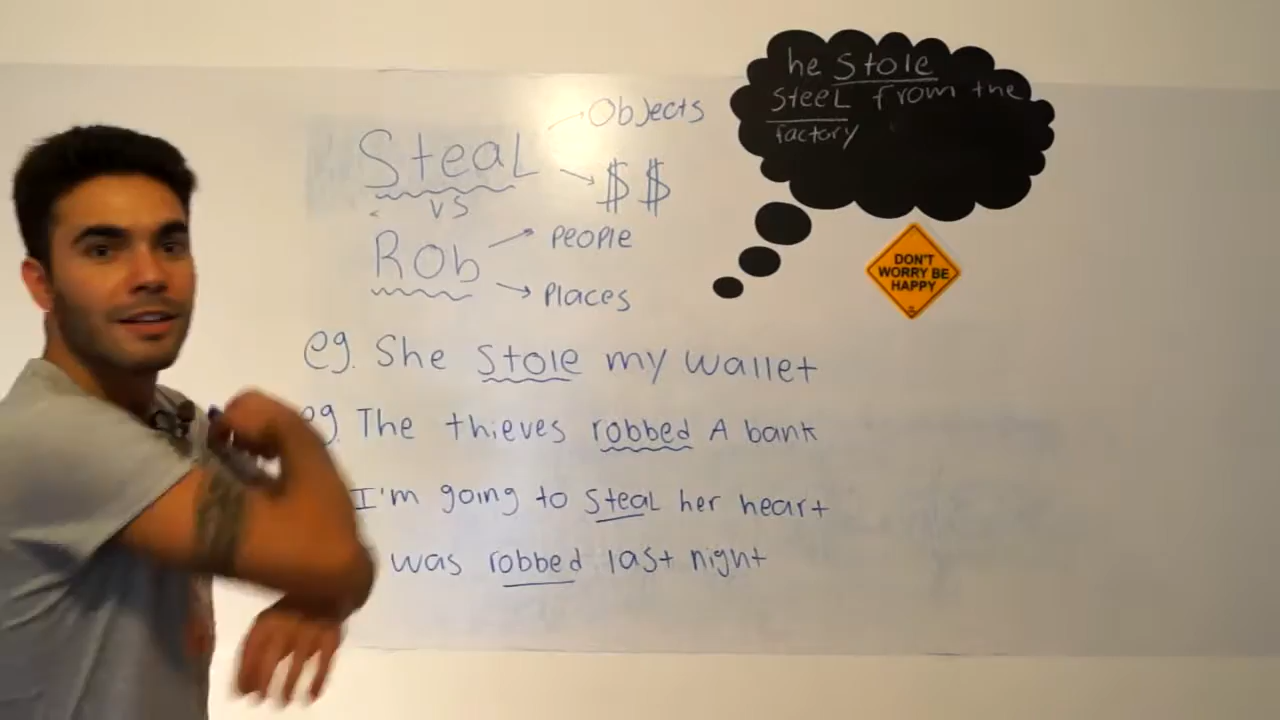 Steal
vs
Rob
Objects
$ $
people
places
eg. She stole my wallet
eg. The thieves robbed A bank
I'm going to steal her heart
was robbed last night
he stole
steel from the
factory
DON'T
WORRY BE
HAPPY